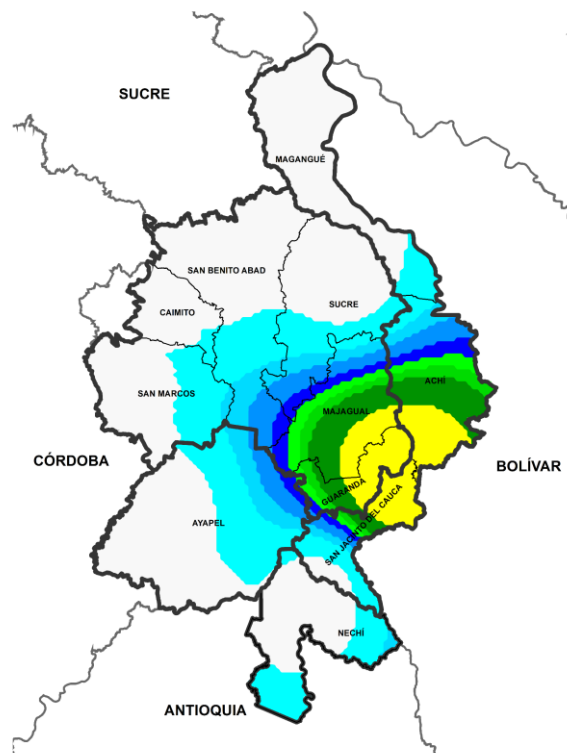 SUCRE
MAGANGUÉ
SAN BENITO ABAD
SUCRE
CAIMITO
ACHÍ
SAN MARCOS
MAJAGUAL
CÓRDOBA
BOLÍVAR
GUARANDA
SAN JACINTO DEL CAUCA
AYAPEL
NECHÍ
ANTIOQUIA